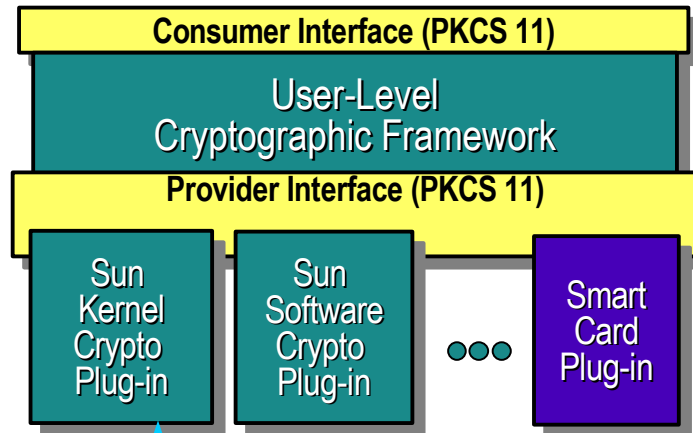 Consumer Interface (PKCS 11)
User-Level
Cryptographic Framework
Provider Interface (PKCS 11)
Sun
Kernel
Crypto
Plug-in
Sun
Software
Crypto
Plug-in
Smart
Card
Plug-in